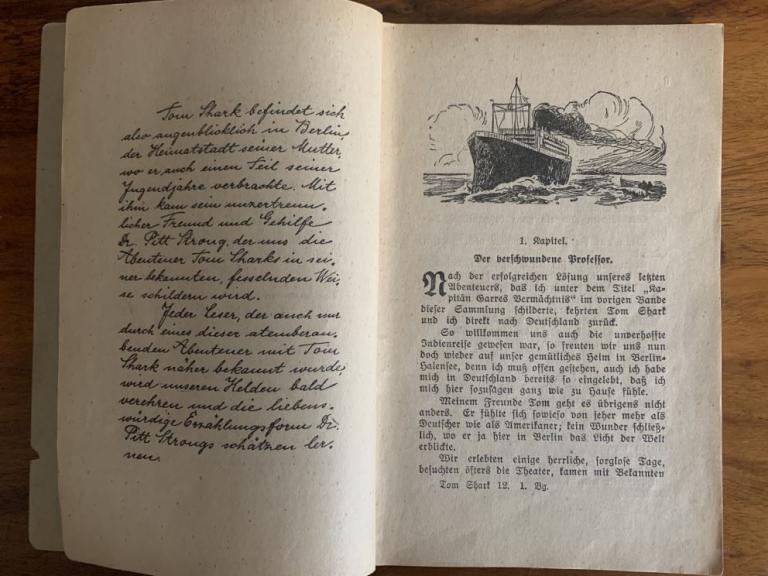 Tom Shark befindet sich
also augenblicklich in Berlin,
der Heimatstadt seiner Mutter,
wo er auch einen Teil seiner
Jugendjahre verbrachte. Mit
ihm kam sein unzertrenn-
licher Freund und Gehilfe
Dr. Pitt Strong, der uns die
Abenteuer Tom Sharks in sei-
ner bekannten, fesselnden Wei-
se schildern wird.
Jeder Leser, der auch nur
durch eines dieser atemberau-
benden Abenteuer mit Tom
Shark näher bekannt wurde,
wird unseren Helden bald
verehren und die liebens-
würdige Erzählungsform Dr.
Pitt Strongs schätzen ler-
nen.
1. Kapitel.
Der verschwundene Professor.
Nach der erfolgreichen Lösung unseres letzten
Abenteuers, das ich unter dem Titel „Ka-
pitän Garres Vermächtnis“ im vorigen Bande
dieser Sammlung schilderte, kehrten Tom Shark
und ich direkt nach Deutschland zurück.
So willkommen uns auch die unverhoffte
Indienreise gewesen war, so freuten wir uns nun
doch wieder auf unser gemütliches Heim in Berlin-
Halensee, denn ich muß offen gestehen, auch ich habe
mich in Deutschland bereits so eingelebt, daß ich
mich hier sozusagen ganz wie zu Hause fühle.
Meinem Freunde Tom geht es übrigens nicht
anders. Er fühlt sich sowieso von jeher mehr als
Deutscher wie als Amerikaner; kein Wunder schließ-
lich, wo er ja hier in Berlin das Licht der Welt
erblickte.
Wir erlebten einige herrliche, sorglose Tage,
besuchten öfters die Theater, kamen mit Bekannten
Tom Shark 12. 1. Bg.